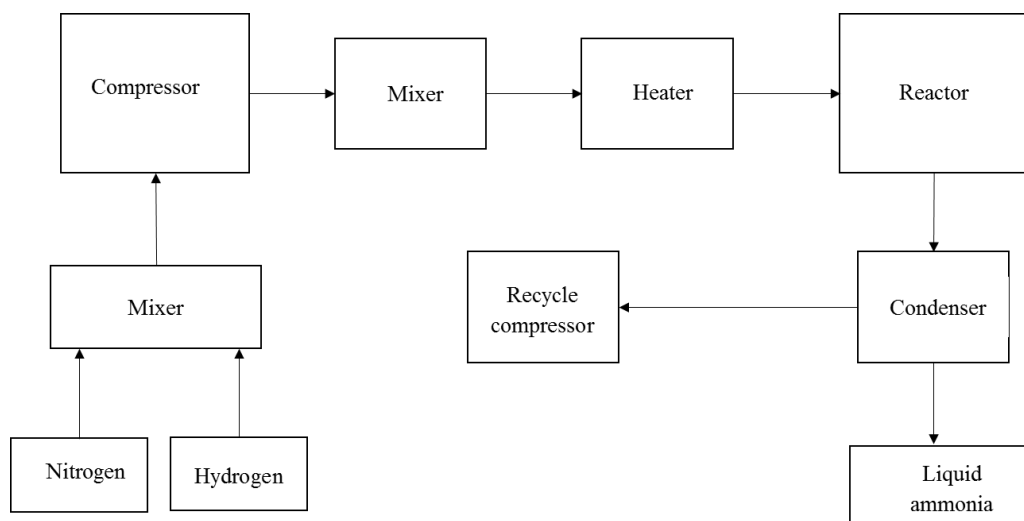 Compressor
Mixer
Heater
Reactor
Mixer
Recycle
compressor
Condenser
Nitrogen
Hydrogen
Liquid
ammonia